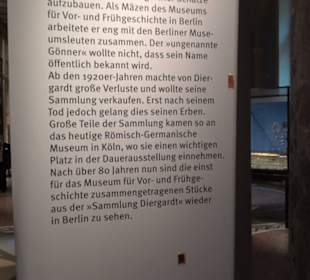 aufzubauen. Als Mäzen des Museums
für Vor- und Frühgeschichte in Berlin
arbeitete er eng mit den Berliner Muse-
umsleuten zusammen. Der »ungenannte
Gönner« wollte nicht, dass sein Name
öffentlich bekannt wird.
Ab den 1920er-Jahren machte von Dier-
gardt große Verluste und wollte seine
Sammlung verkaufen. Erst nach seinem
Tod jedoch gelang dies seinen Erben.
Große Teile der Sammlung kamen so an
das heutige Römisch-Germanische
Museum in Köln, wo sie einen wichtigen
Platz in der Dauerausstellung einnehmen.
Nach über 80 Jahren nun sind die einst
für das Museum für Vor- und Frühge-
schichte zusammengetragenen Stücke
aus der »Sammlung Diergardt« wieder
in Berlin zu sehen.